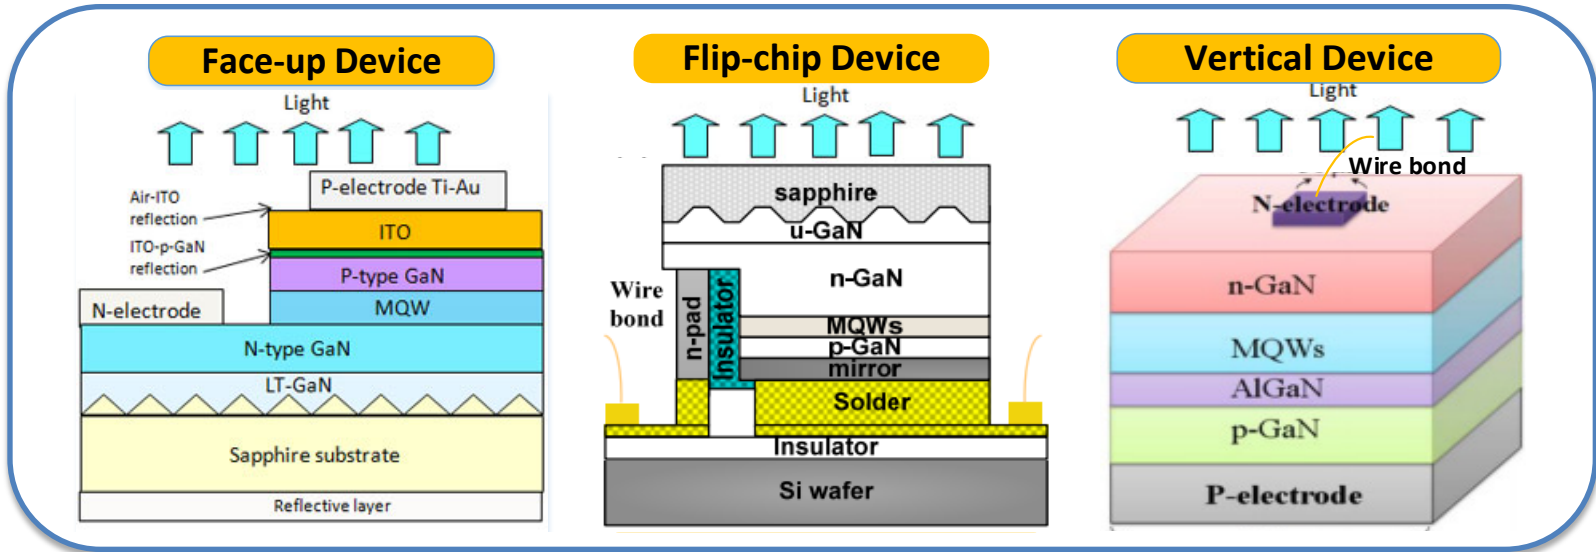 Face-up Device
Light
P-electrode Ti-Au
Air-ITO
reflection
ITO
ITO-p-GaN
reflection
P-type GaN
N-electrode
MQW
N-type GaN
LT-GaN
Sapphire substrate
Reflective layer
Flip-chip Device
Light
sapphire
u-GaN
n-GaN
Wire
bond
n-pad
Insulator
MQWs
p-GaN
mirror
Solder
Insulator
Si wafer
Vertical Device
Light
Wire bond
N-electrode
n-GaN
MQWs
AlGaN
p-GaN
P-electrode